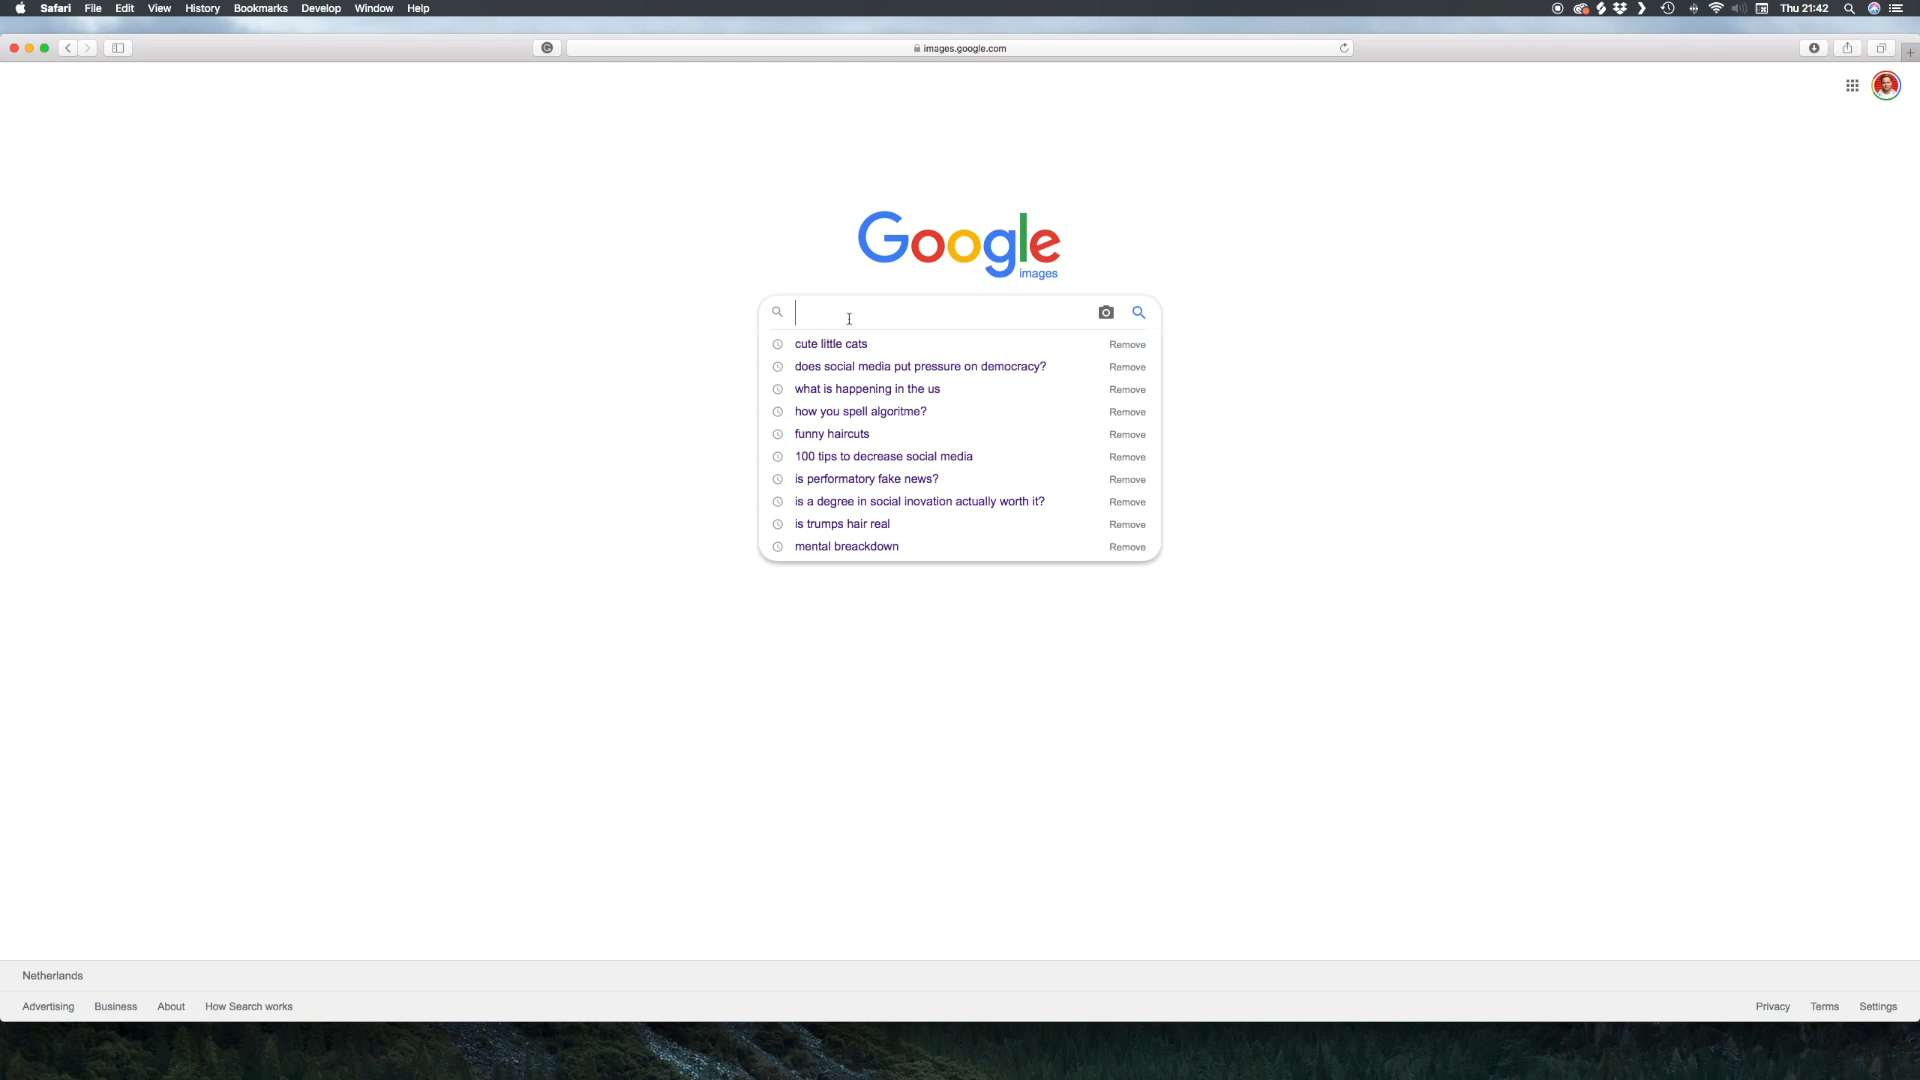 Safari File Edit View History Bookmarks Develop Window Help Thu 21:42
images.google.com
Google
images
cute little cats Remove
does social media put pressure on democracy? Remove
what is happening in the us Remove
how you spell algoritme? Remove
funny haircuts Remove
100 tips to decrease social media Remove
is performatory fake news? Remove
is a degree in social inovation actually worth it? Remove
is trumps hair real Remove
mental breackdown Remove
Netherlands
Advertising Business About How Search works Privacy Terms Settings